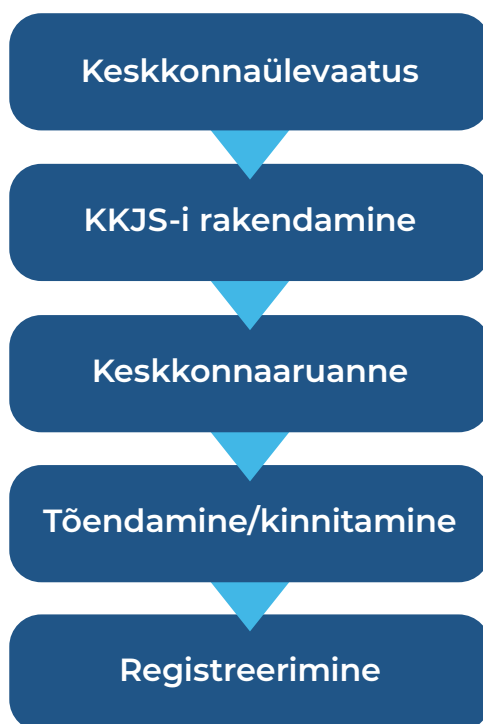 Keskkonnaülevaatus
KKJS-i rakendamine
Keskkonnaaruanne
Tõendamine/kinnitamine
Registreerimine